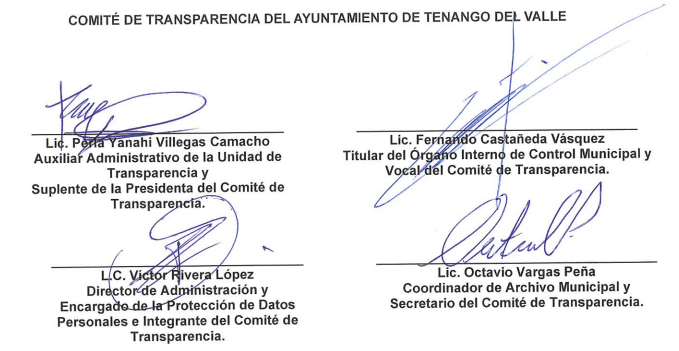 COMITÉ DE TRANSPARENCIA DEL AYUNTAMIENTO DE TENANGO DEL VALLE
Lic. Perla Yanahi Villegas Camacho
Auxiliar Administrativo de la Unidad de
Transparencia y
Suplente de la Presidenta del Comité de
Transparencia.
Lic. Fernando Castañeda Vásquez
Titular del Órgano Interno de Control Municipal y
Vocal del Comité de Transparencia.
L.C. Víctor Rivera López
Director de Administración y
Encargado de la Protección de Datos
Personales e Integrante del Comité de
Transparencia.
Lic. Octavio Vargas Peña
Coordinador de Archivo Municipal y
Secretario del Comité de Transparencia.